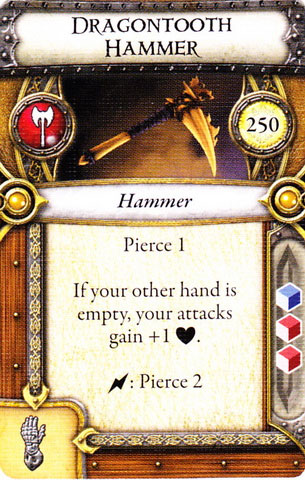 DRAGONTOOTH
HAMMER
250
Hammer
Pierce 1
If your other hand is
empty, your attacks
gain +1 ♥.
: Pierce 2